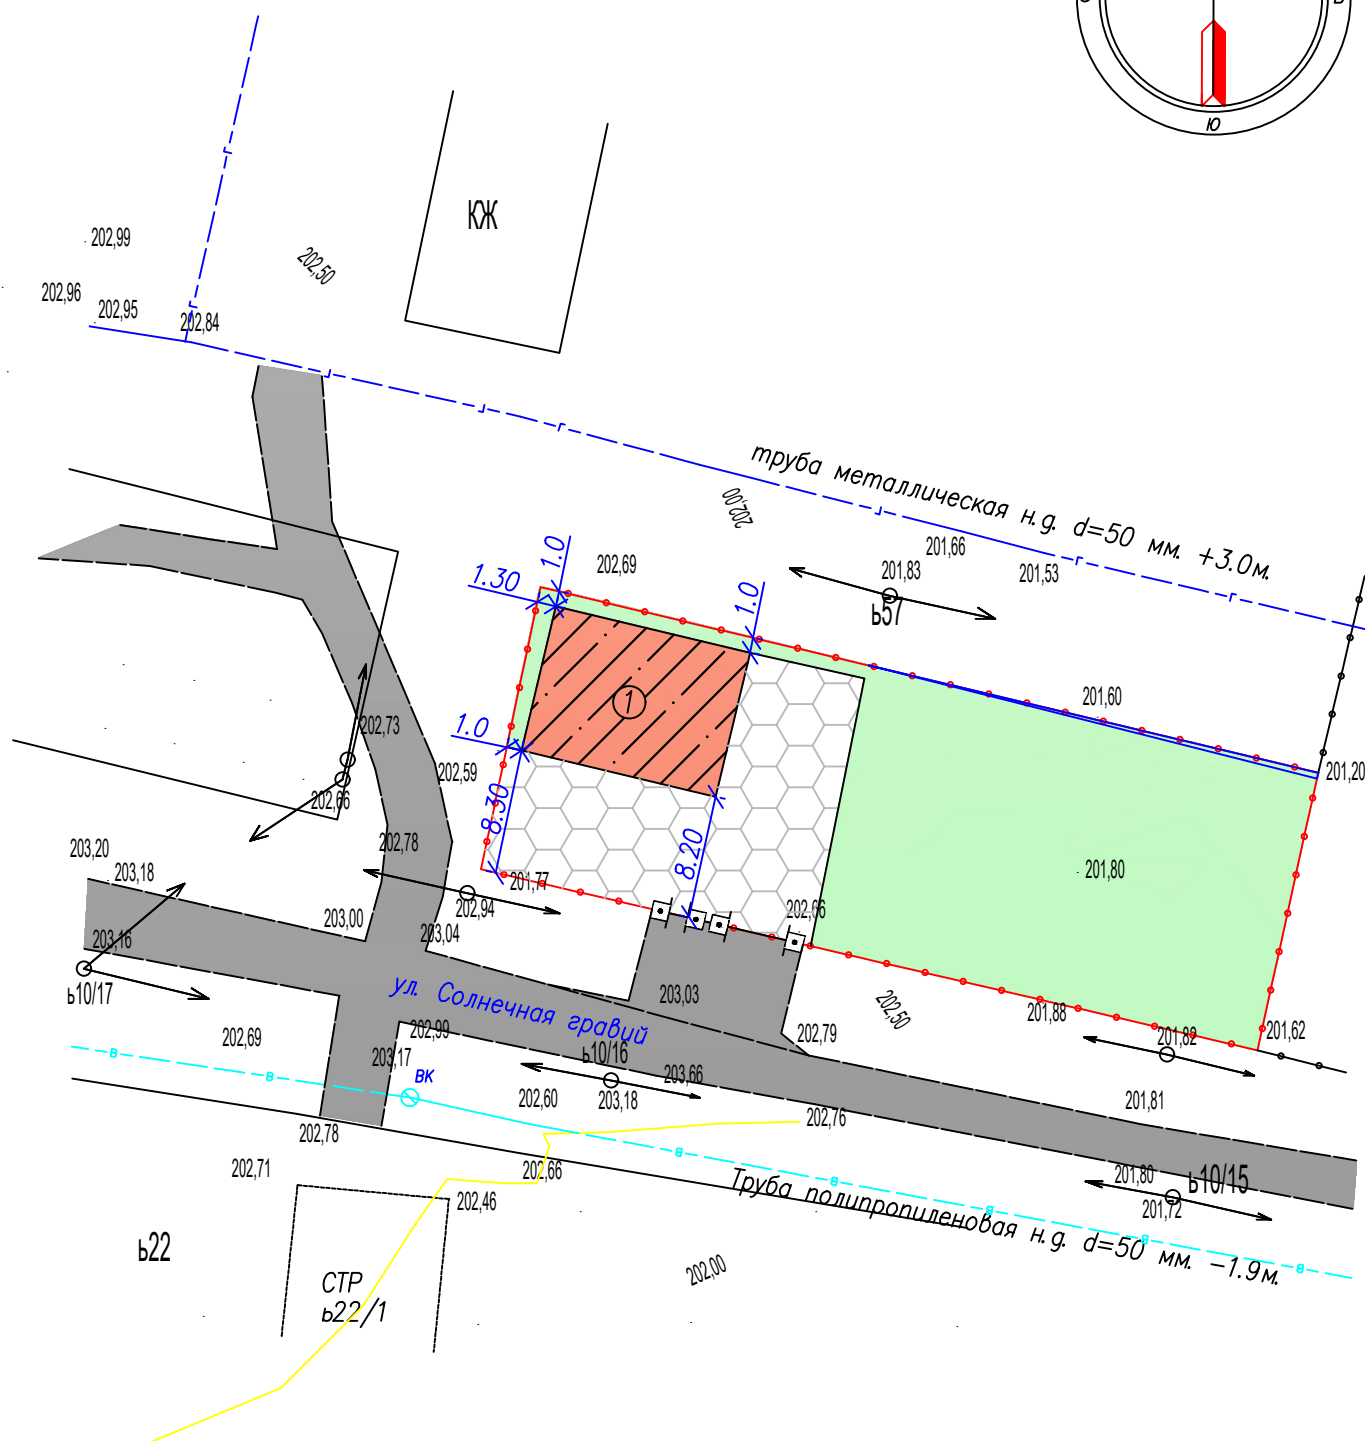 Ю
КЖ
202,99
202,50
202,96
202,95
202,84
труба металлическая н.д. d=50 мм. +3.0м.
202,00
201,66
201,53
201,83
ь57
1.0
1.30
202,69
1.0
1
201,60
201,20
202,73
1.0
202,59
202,66
8.30
8.20
202,78
201,80
203,20
203,18
201,77
202,94
202,66
203,00
203,04
203,16
ь10/17
203,03
202,50
201,88
ул. Солнечная гравий
202,79
201,82
201,62
202,69
202,99
203,17
ь10/16
203,66
вк
в
в
202,60
203,18
202,76
201,81
202,78
202,71
202,66
202,46
Труба полипропиленовая н.д. d=50 мм. -1.9м.
в
в
в
в
в
201,80
ь10/15
201,72
202,00
ь22
СТР
ь22/1